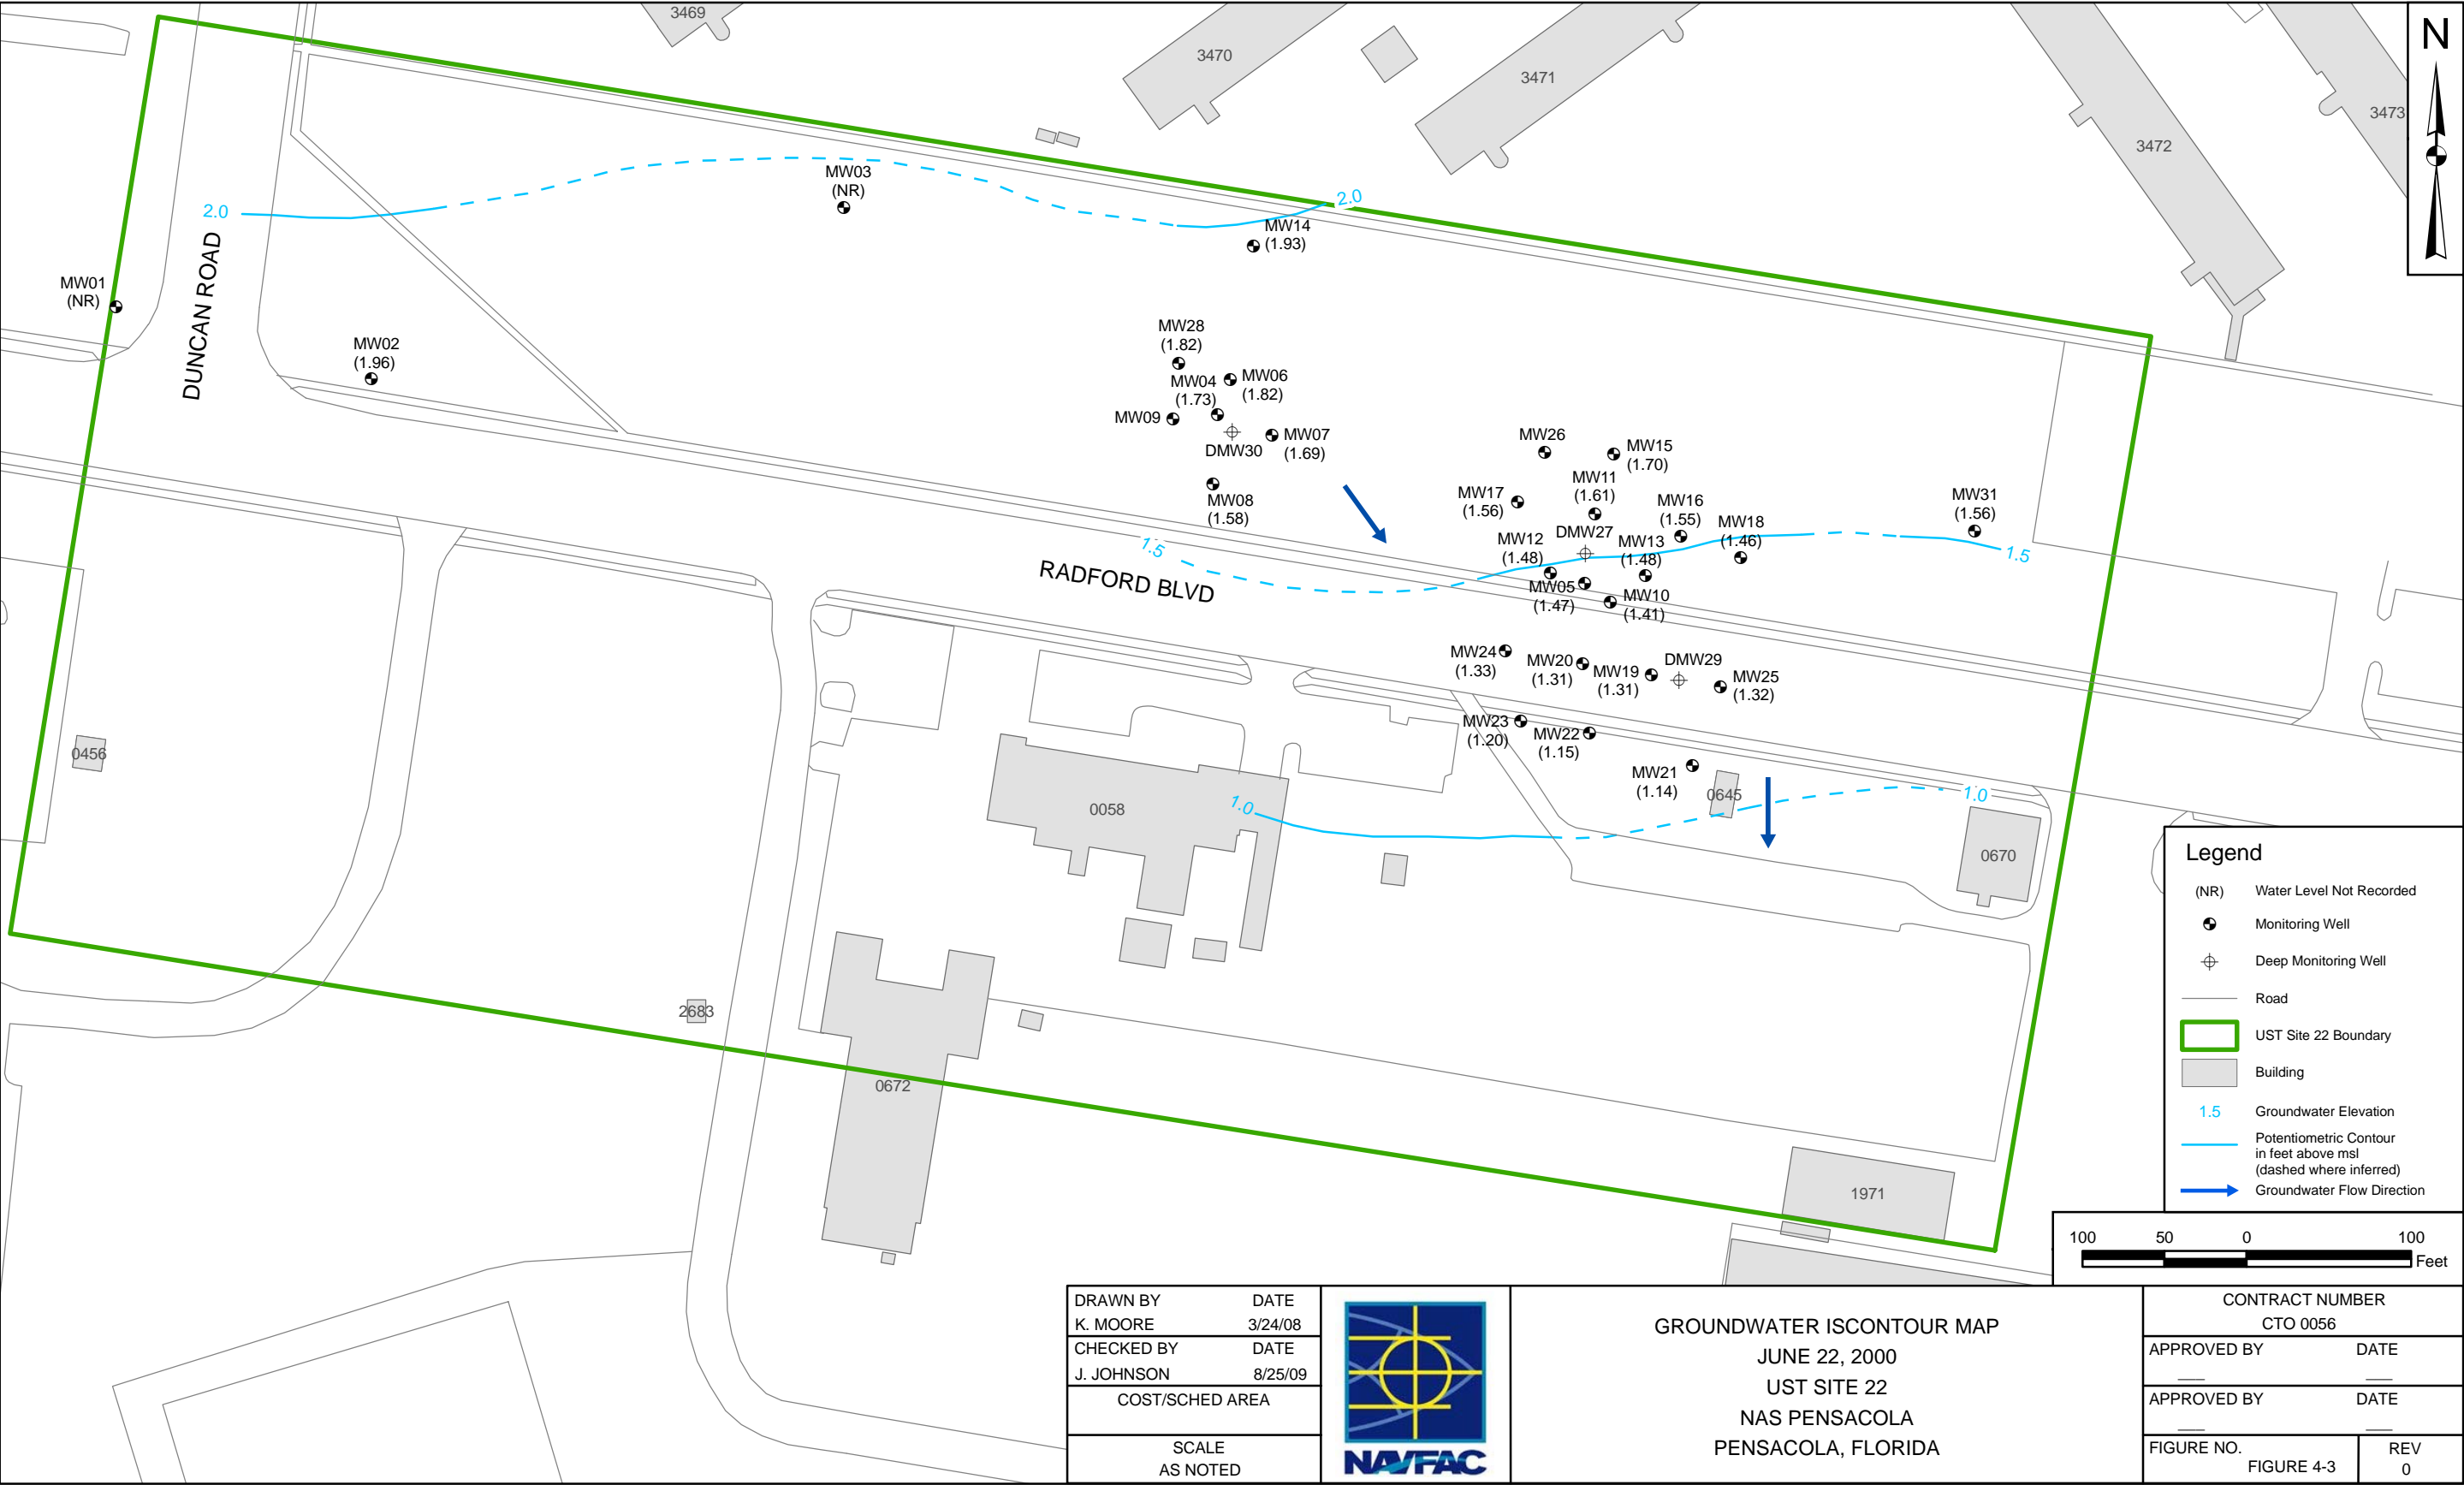 3469
3470
3471
3472
3473
N
MW03
(NR)
2.0
2.0
MW14
(1.93)
MW01
(NR)
DUNCAN ROAD
MW02
(1.96)
MW28
(1.82)
MW04
(1.73)
MW06
(1.82)
MW09
DMW30
MW07
(1.69)
MW08
(1.58)
MW26
MW15
(1.70)
MW11
(1.61)
MW17
(1.56)
MW16
(1.55)
MW31
(1.56)
MW18
(1.46)
DMW27
MW12
(1.48)
MW13
(1.48)
1.5
1.5
RADFORD BLVD
MW05
(1.47)
MW10
(1.41)
MW24
(1.33)
MW20
(1.31)
MW19
(1.31)
DMW29
MW25
(1.32)
MW23
(1.20)
MW22
(1.15)
MW21
(1.14)
0456
0058
1.0
0645
1.0
0670
2683
0672
1971
Legend
(NR) Water Level Not Recorded
Monitoring Well
Deep Monitoring Well
Road
UST Site 22 Boundary
Building
1.5 Groundwater Elevation
Potentiometric Contour
in feet above msl
(dashed where inferred)
Groundwater Flow Direction
100 50 0 100
Feet
DRAWN BY DATE
K. MOORE 3/24/08
CHECKED BY DATE
J. JOHNSON 8/25/09
COST/SCHED AREA
SCALE
AS NOTED
NAVFAC
GROUNDWATER ISCONTOUR MAP
JUNE 22, 2000
UST SITE 22
NAS PENSACOLA
PENSACOLA, FLORIDA
CONTRACT NUMBER
CTO 0056
APPROVED BY DATE
___ ___
APPROVED BY DATE
___ ___
FIGURE NO.
FIGURE 4-3
REV
0